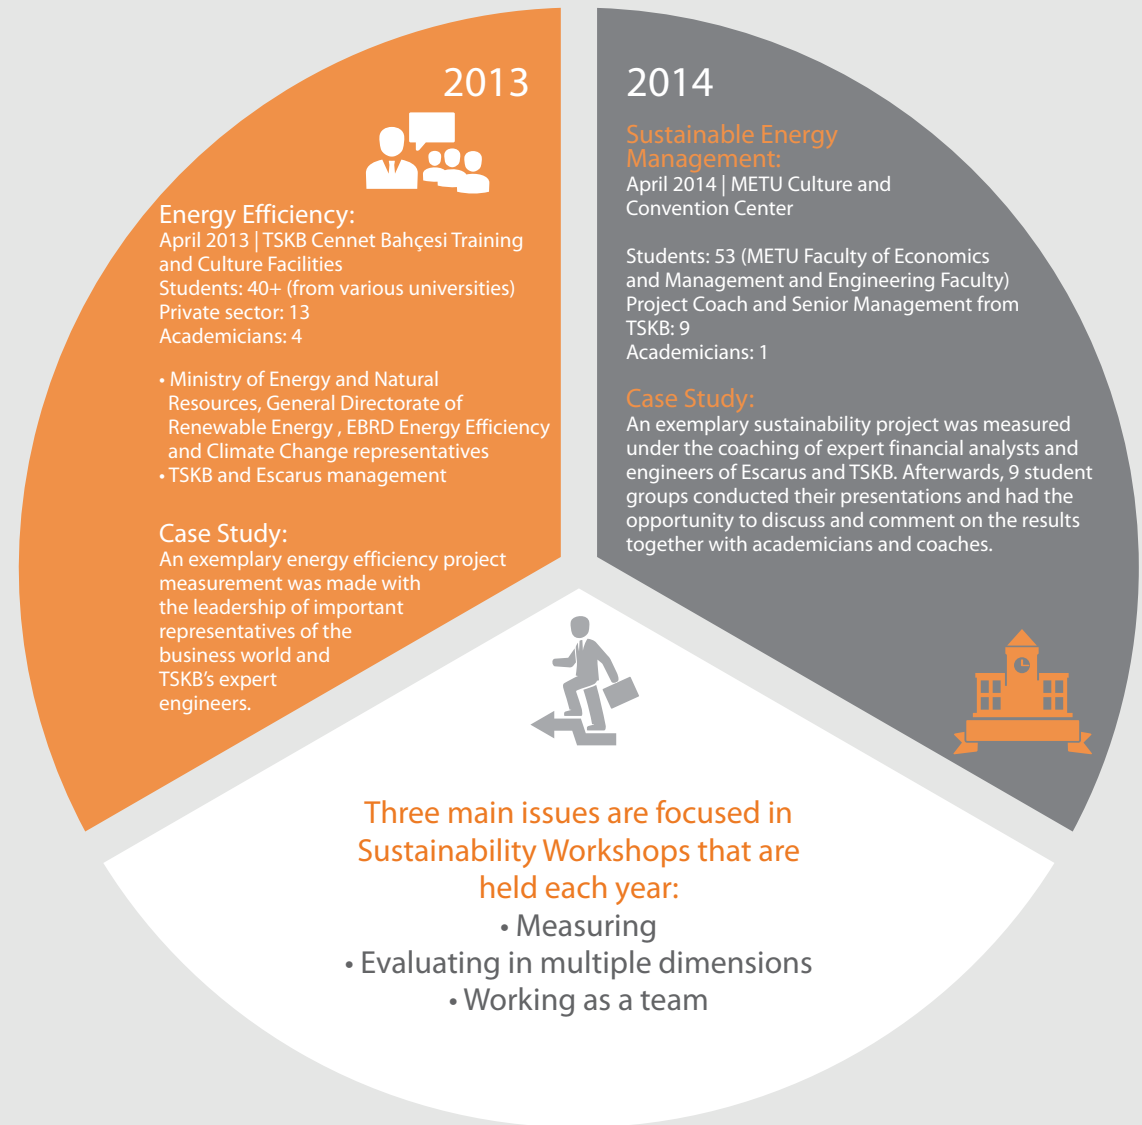 2013
Energy Efficiency:
April 2013 | TSKB Cennet Bahçesi Training
and Culture Facilities
Students: 40+ (from various universities)
Private sector: 13
Academicians: 4
• Ministry of Energy and Natural
Resources, General Directorate of
Renewable Energy , EBRD Energy Efficiency
and Climate Change representatives
• TSKB and Escarus management
Case Study:
An exemplary energy efficiency project
measurement was made with
the leadership of important
representatives of the
business world and
TSKB's expert
engineers.
2014
Sustainable Energy
Management:
April 2014 | METU Culture and
Convention Center
Students: 53 (METU Faculty of Economics
and Management and Engineering Faculty)
Project Coach and Senior Management from
TSKB: 9
Academicians: 1
Case Study:
An exemplary sustainability project was measured
under the coaching of expert financial analysts and
engineers of Escarus and TSKB. Afterwards, 9 student
groups conducted their presentations and had the
opportunity to discuss and comment on the results
together with academicians and coaches.
Three main issues are focused in
Sustainability Workshops that are
held each year:
• Measuring
• Evaluating in multiple dimensions
• Working as a team